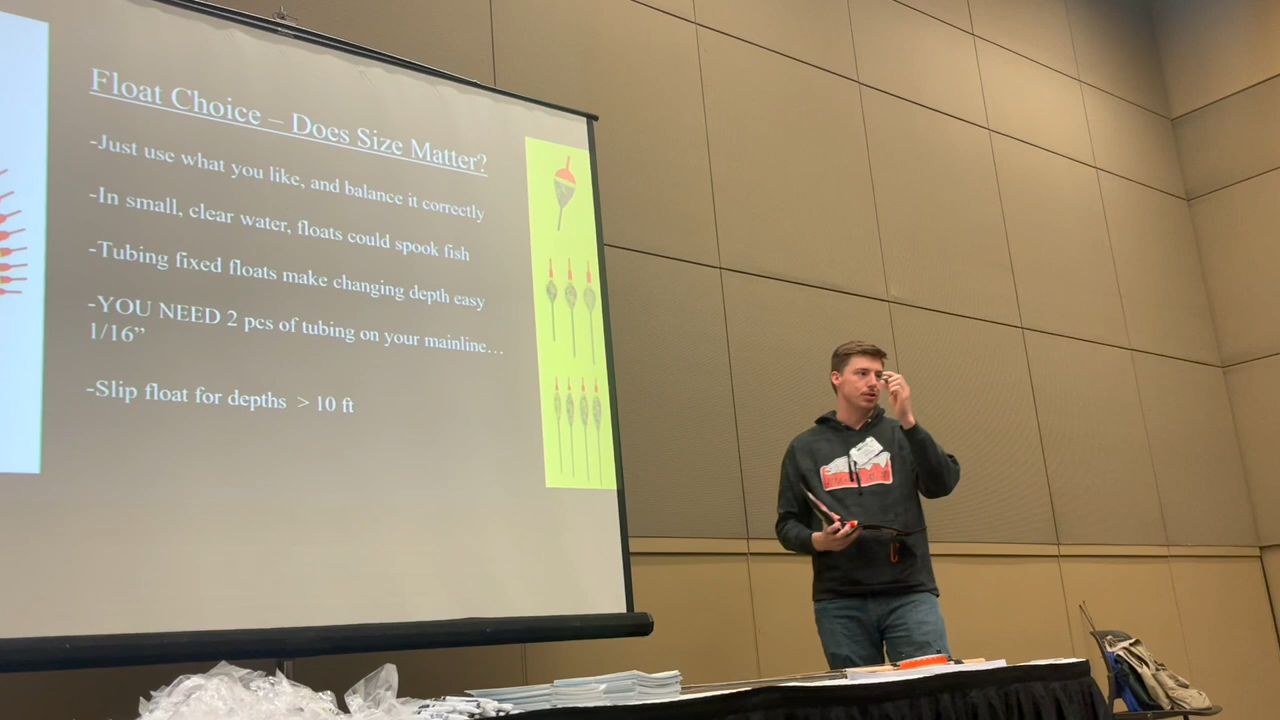 Float Choice – Does Size Matter?
-Just use what you like, and balance it correctly
-In small, clear water, floats could spook fish
-Tubing fixed floats make changing depth easy
-YOU NEED 2 pcs of tubing on your mainline…
1/16”
-Slip float for depths > 10 ft